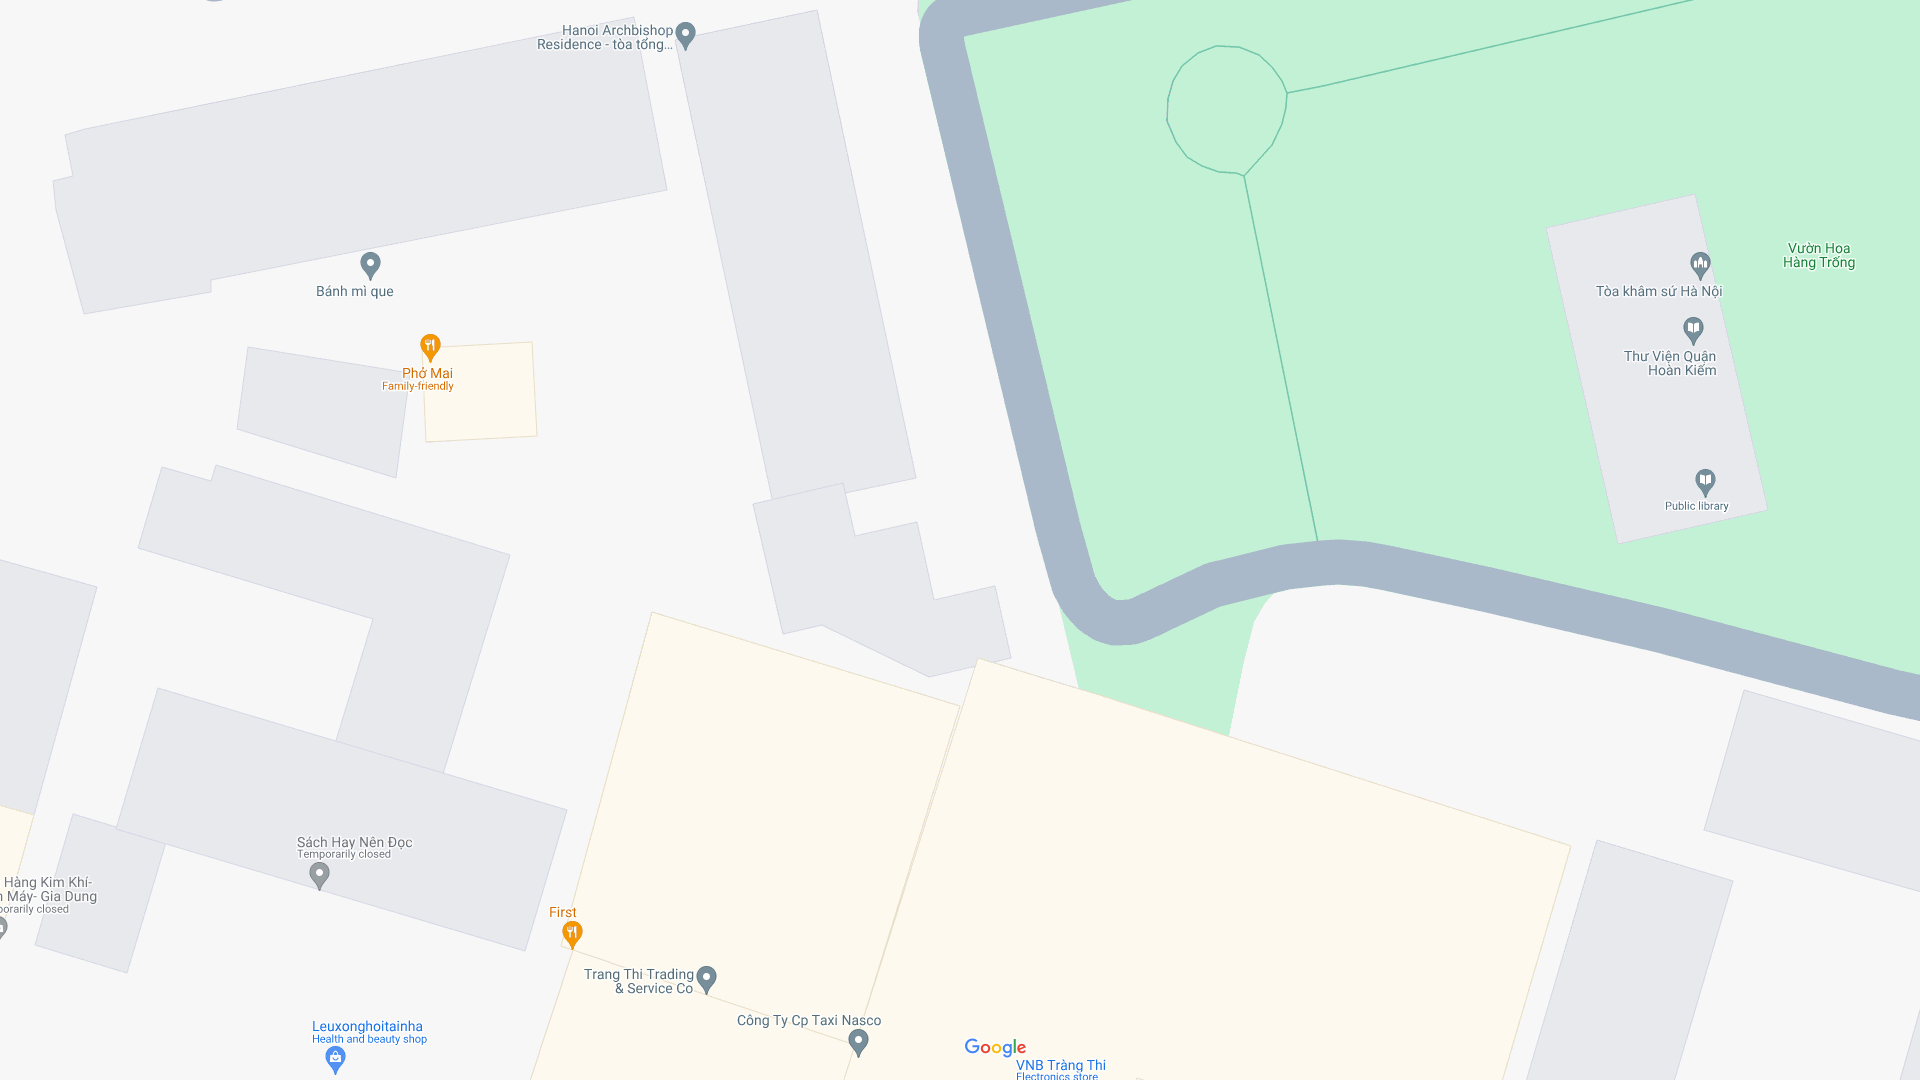 Hanoi Archbishop
Residence - tòa tổng...
Bánh mì que
Phở Mai
Family-friendly
Vườn Hoa
Hàng Trống
Tòa khâm sứ Hà Nội
Thư Viện Quận
Hoàn Kiếm
Public library
Sách Hay Nên Đọc
Temporarily closed
Hàng Kim Khí-
Máy- Gia Dung
closed
First
Trang Thi Trading
& Service Co
Công Ty Cp Taxi Nasco
Leuxonghoitainha
Health and beauty shop
Google
VNB Tràng Thi
Electronics store